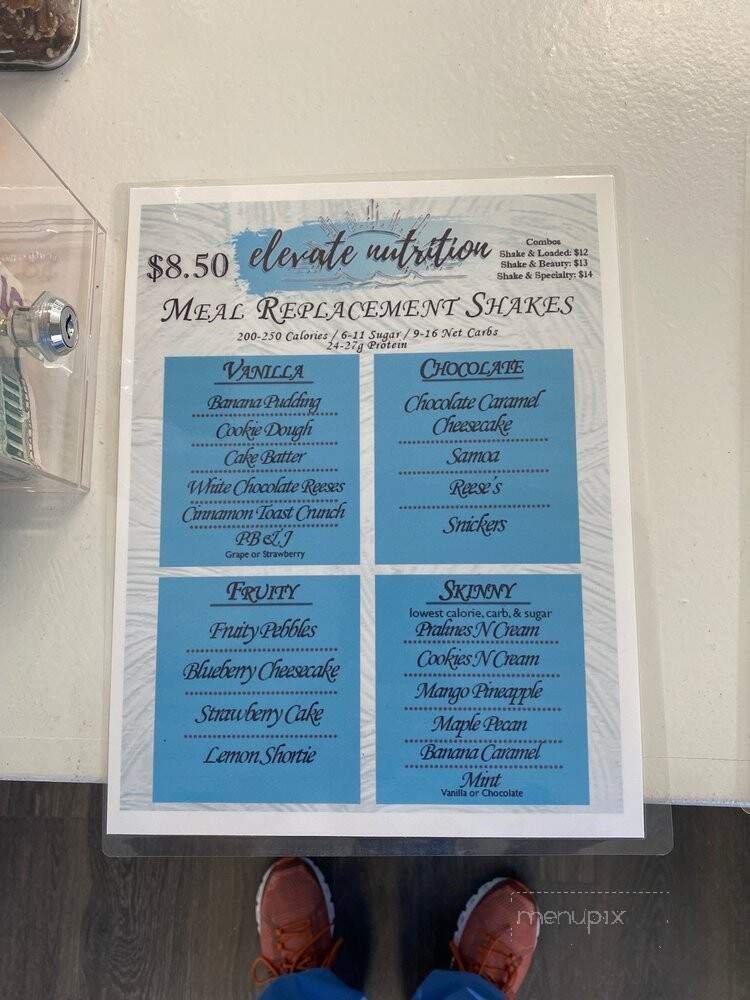 $8.50
elevate nutrition
Combos
Shake & Loaded: $12
Shake & Beauty: $13
Shake & Specialty: $14
MEAL REPLACEMENT SHAKES
200-250 Calories / 6-11 Sugar / 9-16 Net Carbs
24-27g Protein
VANILLA
Banana Pudding
Cookie Dough
Cake Batter
White Chocolate Reeses
Cinnamon Toast Crunch
PB & J
Grape or Strawberry
CHOCOLATE
Chocolate Caramel
Cheesecake
Samoa
Reese's
Snickers
FRUITY
Fruity Pebbles
Blueberry Cheesecake
Strawberry Cake
Lemon Shortie
SKINNY
lowest calorie, carb, & sugar
Pralines N Cream
Cookies N Cream
Mango Pineapple
Maple Pecan
Banana Caramel
Mint
Vanilla or Chocolate
menupix